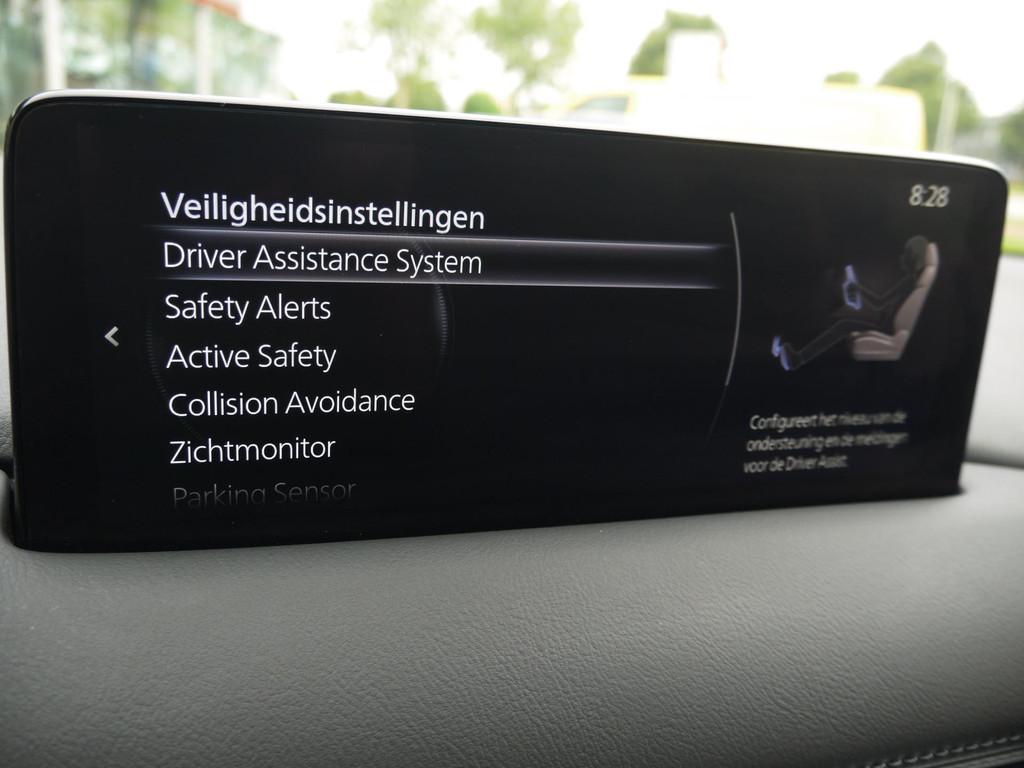 8:28
Veiligheidsinstellingen
Driver Assistance System
Safety Alerts
Active Safety
Collision Avoidance
Zichtmonitor
Parking Sensor
Configureert het niveau van de
ondersteuning en de meldingen
voor de Driver Assist.